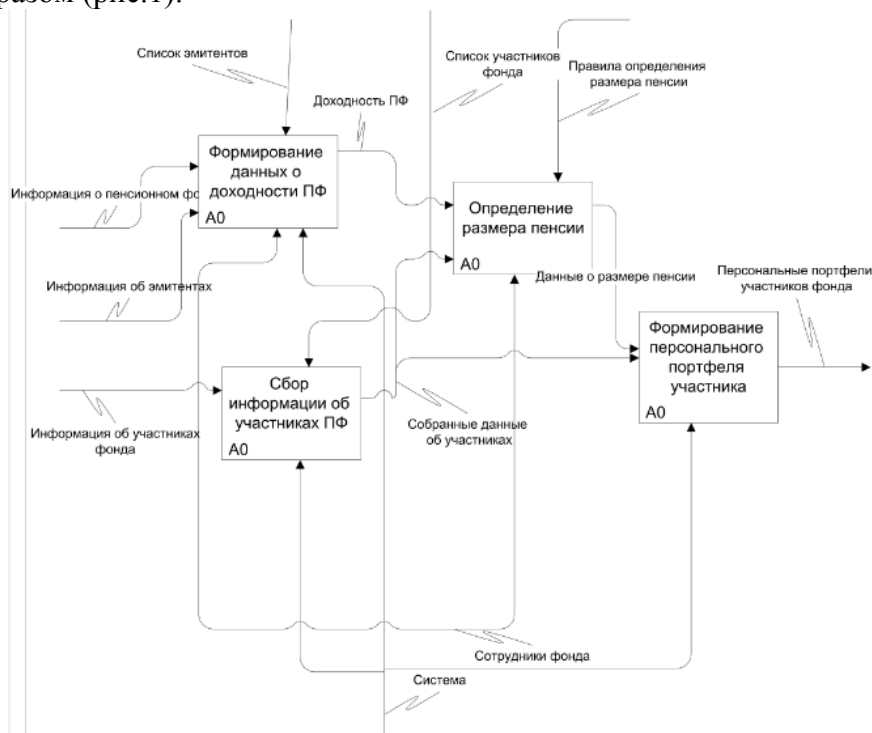 разом (рис.1).
Список эмитентов
Список участников
фонда
Правила определения
размера пенсии
Доходность ПФ
Формирование
данных о
доходности ПФ
A0
Информация о пенсионном фо
Определение
размера пенсии
A0
Информация об эмитентах
Данные о размере пенсии
Персональные портфели
участников фонда
Формирование
персонального
портфеля
участника
A0
Сбор
информации об
участниках ПФ
A0
Информация об участниках
фонда
Собранные данные
об участниках
Сотрудники фонда
Система